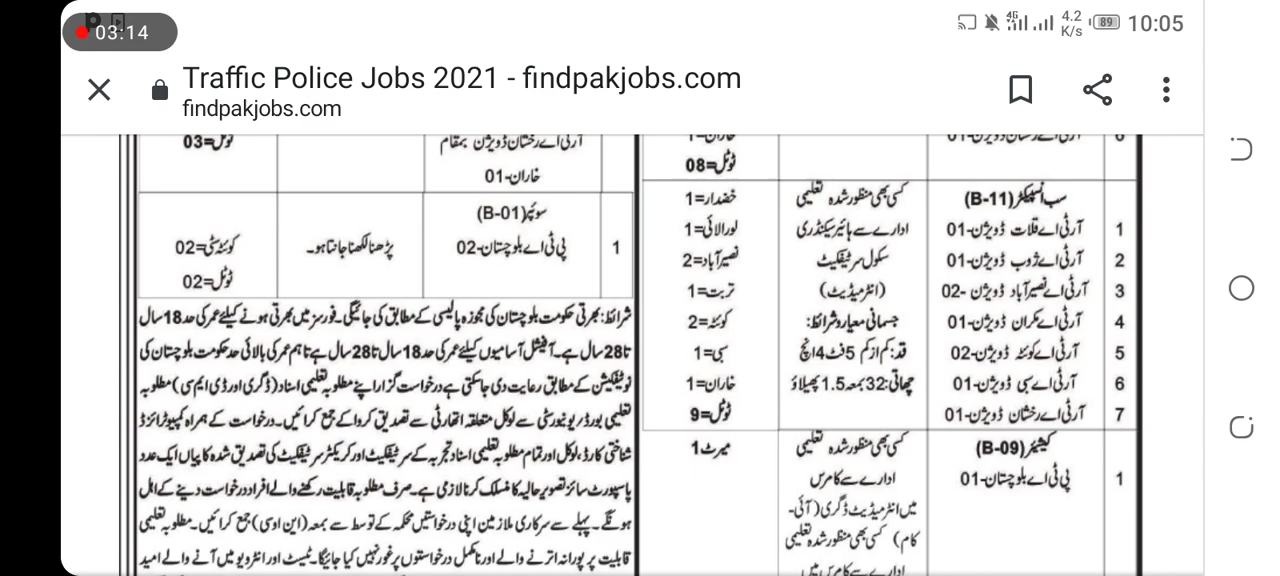 03:14
4G 4.2 K/s 89 10:05
Traffic Police Jobs 2021 - findpakjobs.com
findpakjobs.com
ٹوٹل=08
سب انسپکٹر (B-11)
کسی بھی منظور شدہ تعلیمی
خضدار=1
1
آر ٹی اے قلات ڈویژن-01
ادارے سے ہائیر سیکنڈری
لورالائی=1
2
آر ٹی اے ژوب ڈویژن-01
سکول سرٹیفکیٹ
نصیر آباد=2
3
آر ٹی اے نصیر آباد ڈویژن -02
(انٹرمیڈیٹ)
تربت=1
4
آر ٹی اے مکران ڈویژن-01
جسمانی معیار و شرائط:
کوئٹہ=2
5
آر ٹی اے کوئٹہ ڈویژن-02
قد: کم از کم 5 فٹ 4 انچ
سبی=1
6
آر ٹی اے سبی ڈویژن-01
چھاتی: 32 بمعہ 1.5 پھیلاؤ
خاران=1
7
آر ٹی اے رخشان ڈویژن-01
ٹوٹل=9
کیشیئر (B-09)
کسی بھی منظور شدہ تعلیمی
میرٹ 1
1
پی ٹی اے بلوچستان-01
ادارے سے کامرس
میں انٹرمیڈیٹ ڈگری (آئی-
کام) کسی بھی منظور شدہ تعلیمی
ادارے سے کامرس میں
آر ٹی اے رخشان ڈویژن بمقام
ٹوٹل=03
خاران-01
سوئپر (B-01)
1
پی ٹی اے بلوچستان-02
پڑھنا لکھنا جانتا ہو۔
کوئٹہ سٹی=02
ٹوٹل=02
شرائط: بھرتی حکومت بلوچستان کی مجوزہ پالیسی کے مطابق کی جائیگی۔ فورسز میں بھرتی ہونے کیلئے عمر کی حد 18 سال
تا 28 سال ہے۔ آفیشل آسامیوں کیلئے عمر کی حد 18 سال تا 28 سال ہے تاہم عمر کی بالائی حد حکومت بلوچستان کی
نوٹیفکیشن کے مطابق رعایت دی جاسکتی ہے درخواست گزار اپنے مطلوبہ تعلیمی اسناد (ڈگری اور ڈی ایم سی) مطلوبہ
تعلیمی بورڈ / یونیورسٹی سے لوکل متعلقہ اتھارٹی سے تصدیق کروا کے جمع کرائیں۔ درخواست کے ہمراہ کمپیوٹرائزڈ
شناختی کارڈ، لوکل اور تمام مطلوبہ تعلیمی اسناد تجربہ کے سرٹیفکیٹ اور کریکٹر سرٹیفکیٹ کی تصدیق شدہ کاپیاں ایک عدد
پاسپورٹ سائز تصویر حالیہ کا منسلک کرنا لازمی ہے۔ صرف مطلوبہ قابلیت رکھنے والے افراد درخواست دینے کے اہل
ہونگے۔ پہلے سے سرکاری ملازمین اپنی درخواستیں محکمہ کے توسط سے بمعہ (این او سی) جمع کرائیں۔ مطلوبہ تعلیمی
قابلیت پر پورا نہ اترنے والے اور نامکمل درخواستوں پر غور نہیں کیا جائیگا۔ ٹیسٹ اور انٹرویو میں آنے والے امید